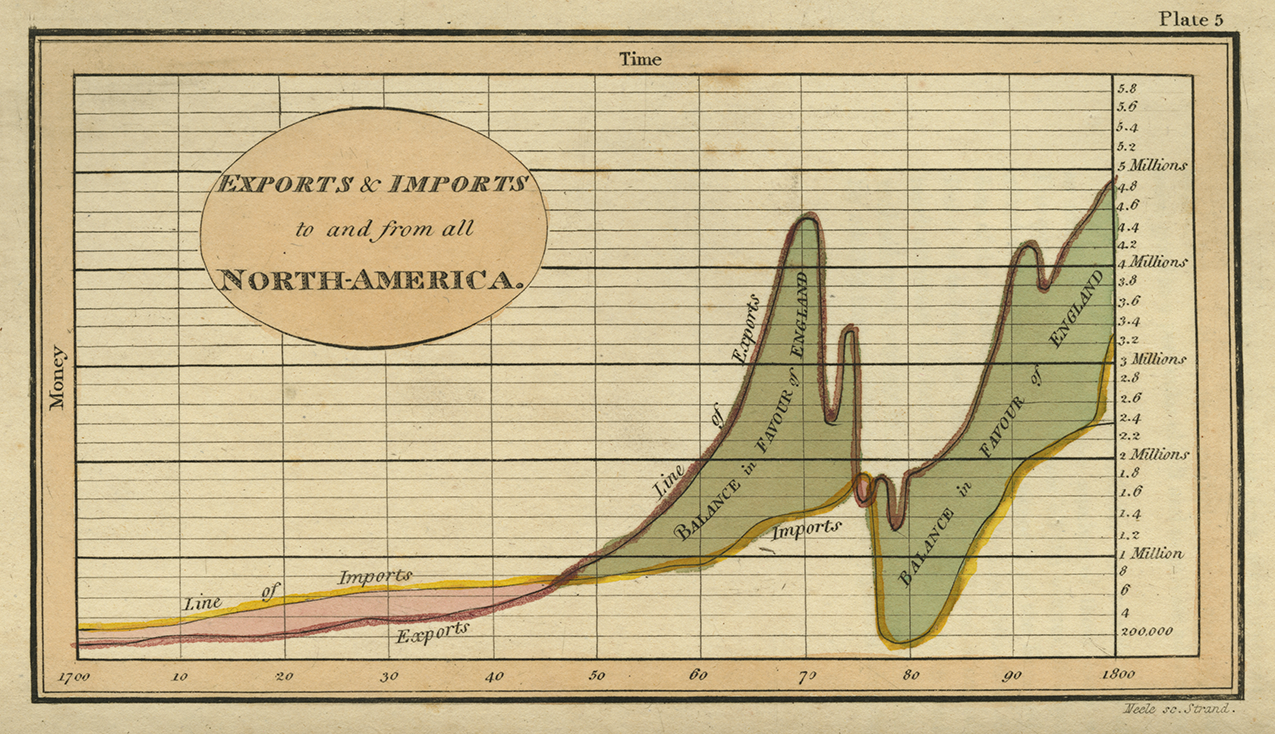 Plate 5
Time
EXPORTS & IMPORTS
to and from all
NORTH-AMERICA.
Money
5.8
5.6
5.4
5.2
5 Millions
4.8
4.6
4.4
4.2
4 Millions
3.8
3.6
3.4
3.2
3 Millions
2.8
2.6
2.4
2.2
2 Millions
1.8
1.6
1.4
1.2
1 Million
8
6
4
200,000
Line of Exports
BALANCE in FAVOUR of ENGLAND
Imports
BALANCE in FAVOUR of ENGLAND
Line of Imports
Exports
1700 10 20 30 40 50 60 70 80 90 1800
Neele sc. Strand.